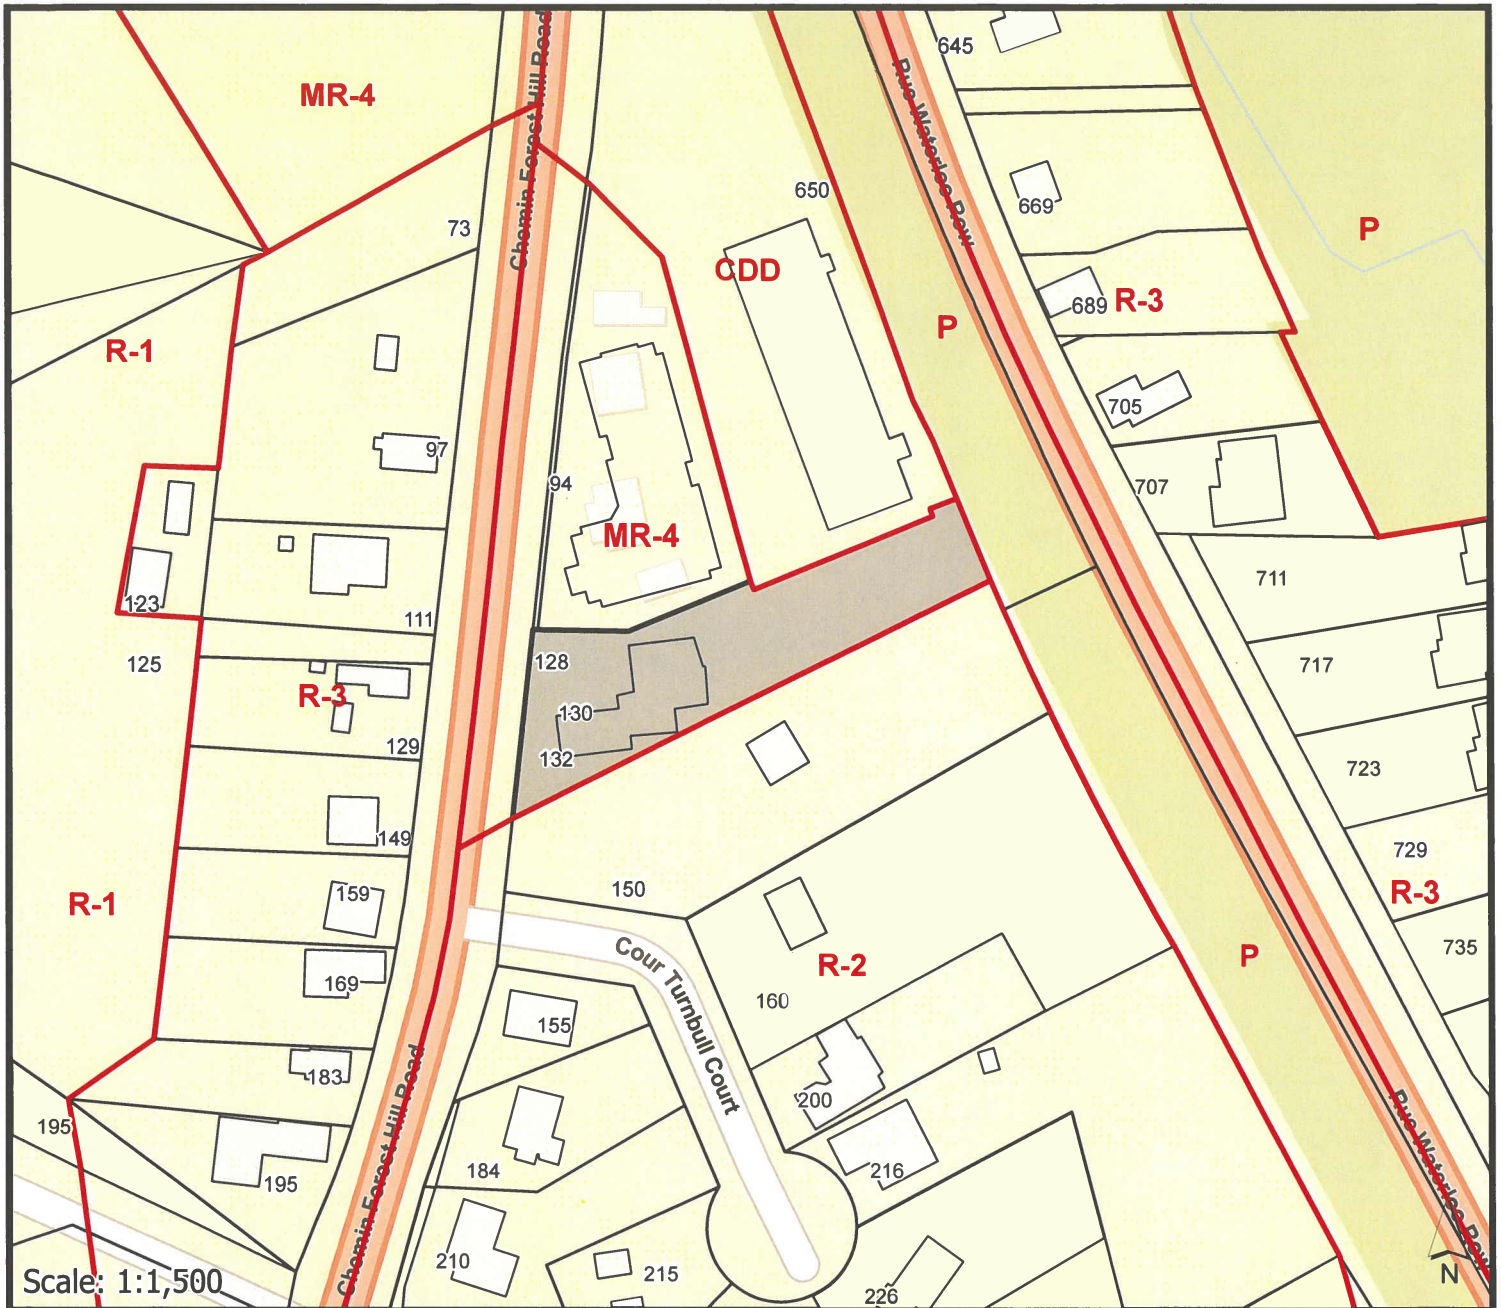 645
MR-4
Chemin Forest Hill Road
Rue Waterloo Row
650
669
73
P
CDD
689
R-3
P
R-1
705
97
94
707
MR-4
711
123
111
128
125
717
R-3
130
129
132
723
149
729
159
150
R-3
R-1
735
Cour Turnbull Court
R-2
P
169
160
155
183
200
195
Chemin Forest Hill Road
Rue Waterloo Row
184
216
195
210
215
226
N
Scale: 1:1,500